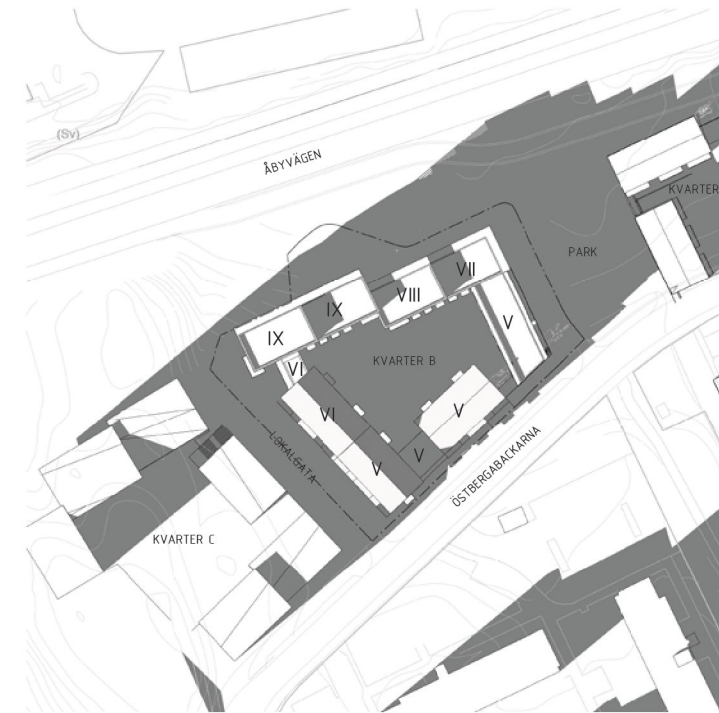 (Sv)
ÅBYVÄGEN
KVARTER
PARK
VII
VIII
IX
IX
V
KVARTER B
VI
VI
V
V
V
LOKALGATA
ÖSTBERGABACKARNA
KVARTER C